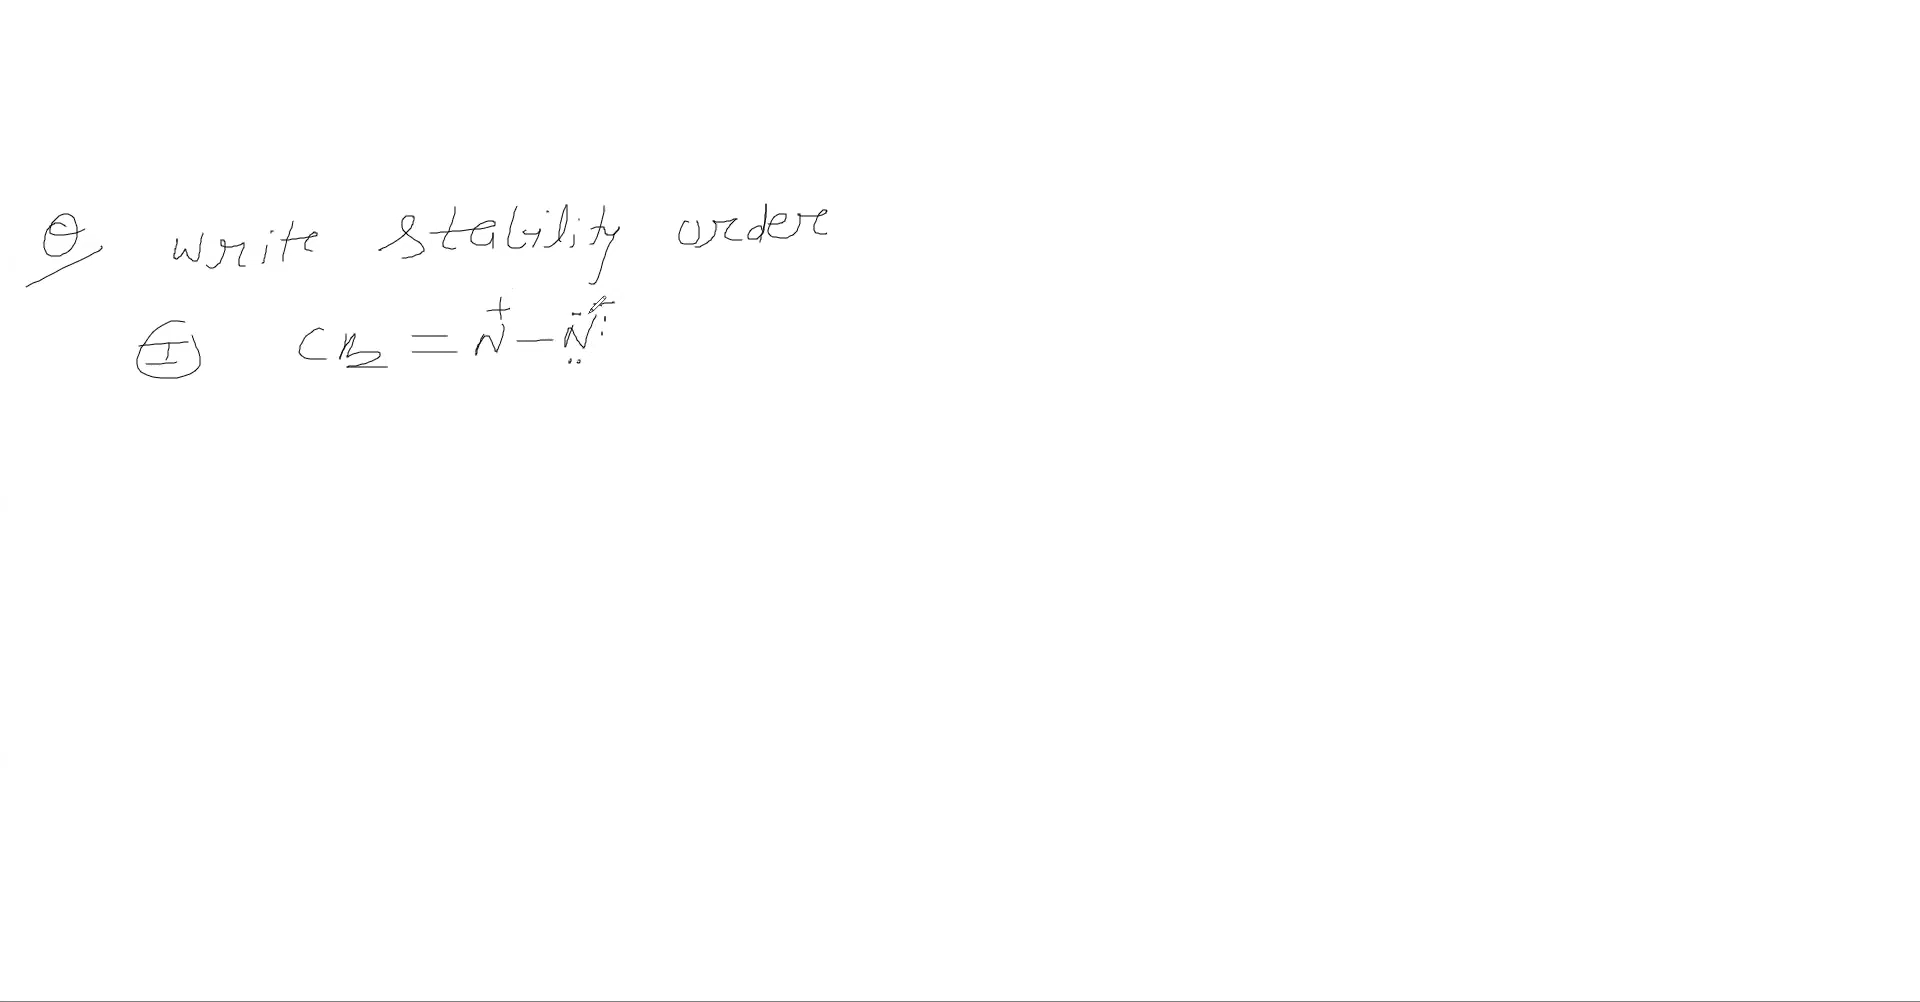 Q. write stability order
(I) CH₂ = N⁺ – N̈: